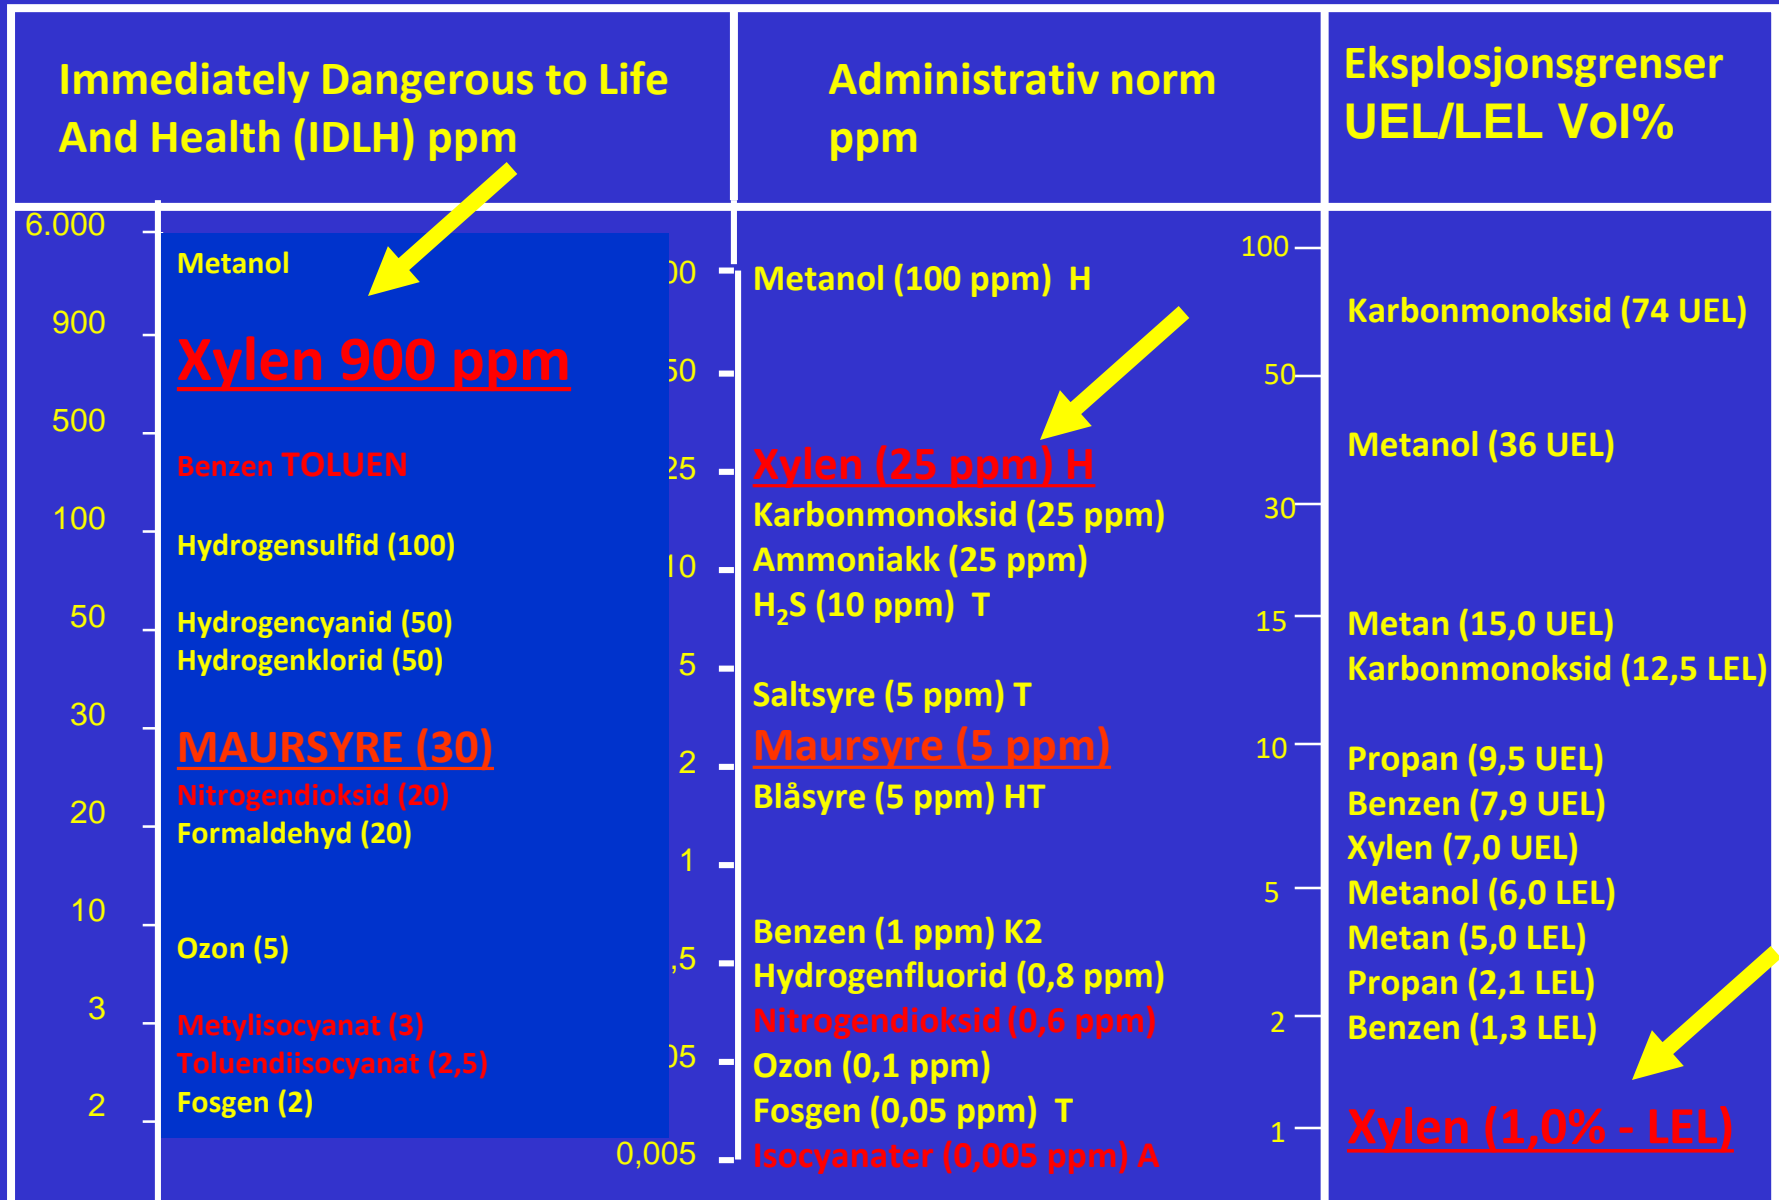 Immediately Dangerous to Life
And Health (IDLH) ppm
Administrativ norm
ppm
Eksplosjonsgrenser
UEL/LEL Vol%
6.000
900
500
100
50
30
20
10
3
2
Metanol
Xylen 900 ppm
Benzen TOLUEN
Hydrogensulfid (100)
Hydrogencyanid (50)
Hydrogenklorid (50)
MAURSYRE (30)
Nitrogendioksid (20)
Formaldehyd (20)
Ozon (5)
Metylisocyanat (3)
Toluendiisocyanat (2,5)
Fosgen (2)
00
50
25
10
5
2
1
,5
05
0,005
Metanol (100 ppm) H
Xylen (25 ppm) H
Karbonmonoksid (25 ppm)
Ammoniakk (25 ppm)
H₂S (10 ppm) T
Saltsyre (5 ppm) T
Maursyre (5 ppm)
Blåsyre (5 ppm) HT
Benzen (1 ppm) K2
Hydrogenfluorid (0,8 ppm)
Nitrogendioksid (0,6 ppm)
Ozon (0,1 ppm)
Fosgen (0,05 ppm) T
Isocyanater (0,005 ppm) A
100
50
30
15
10
5
2
1
Karbonmonoksid (74 UEL)
Metanol (36 UEL)
Metan (15,0 UEL)
Karbonmonoksid (12,5 LEL)
Propan (9,5 UEL)
Benzen (7,9 UEL)
Xylen (7,0 UEL)
Metanol (6,0 LEL)
Metan (5,0 LEL)
Propan (2,1 LEL)
Benzen (1,3 LEL)
Xylen (1,0% - LEL)